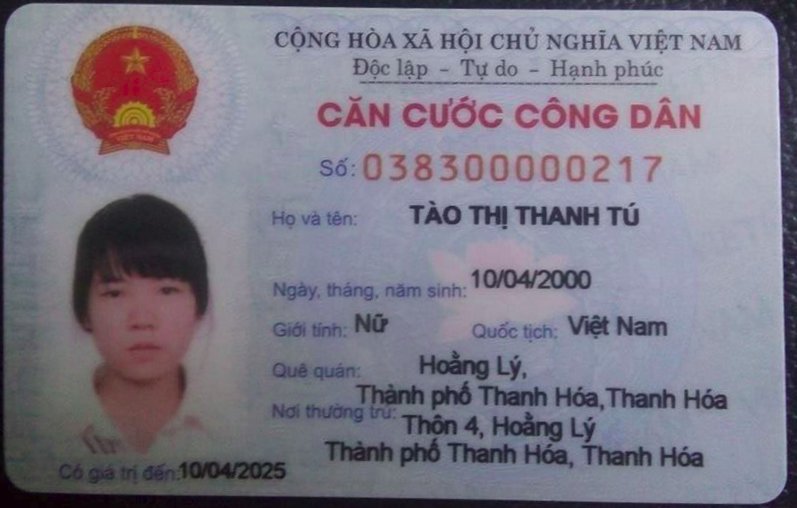 CỘNG HÒA XÃ HỘI CHỦ NGHĨA VIỆT NAM
Độc lập – Tự do – Hạnh phúc
CĂN CƯỚC CÔNG DÂN
Số: 038300000217
Họ và tên: TÀO THỊ THANH TÚ
Ngày, tháng, năm sinh: 10/04/2000
Giới tính: Nữ Quốc tịch: Việt Nam
Quê quán: Hoằng Lý,
Thành phố Thanh Hóa,Thanh Hóa
Nơi thường trú: Thôn 4, Hoằng Lý
Thành phố Thanh Hóa, Thanh Hóa
Có giá trị đến:10/04/2025